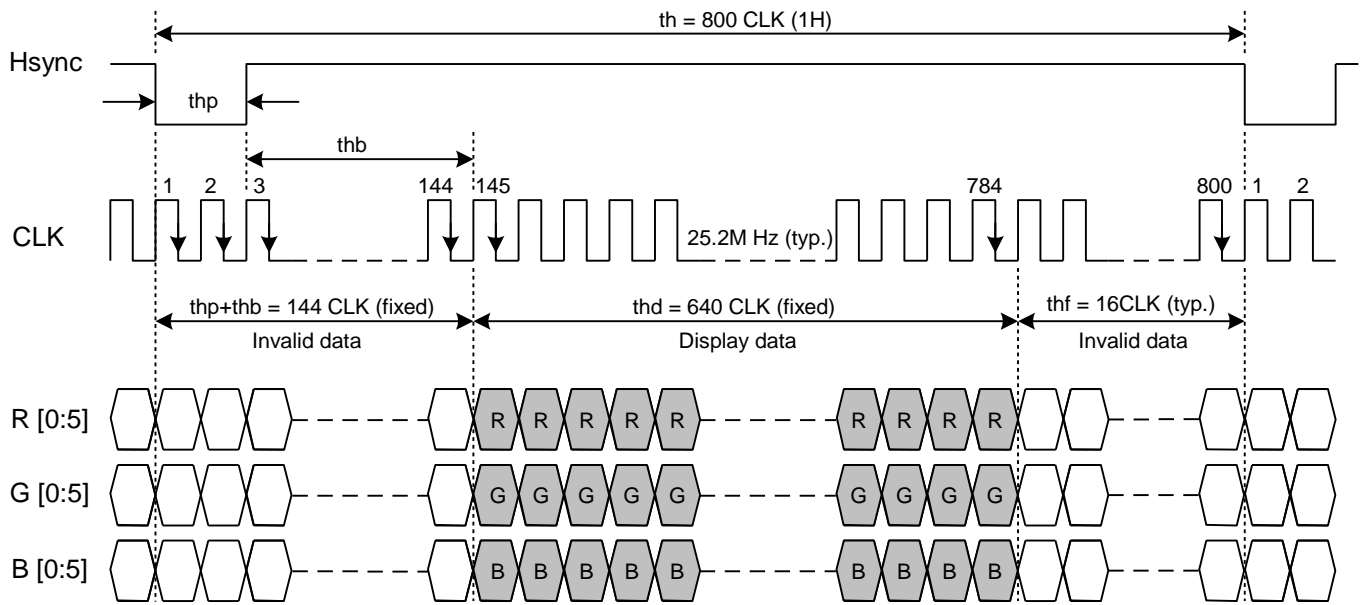 th = 800 CLK (1H)
Hsync
thp
thb
1 2 3 144 145 784 800 1 2
CLK
25.2M Hz (typ.)
thp+thb = 144 CLK (fixed) thd = 640 CLK (fixed) thf = 16CLK (typ.)
Invalid data Display data Invalid data
R [0:5] R R R R R R R R R
G [0:5] G G G G G G G G G
B [0:5] B B B B B B B B B